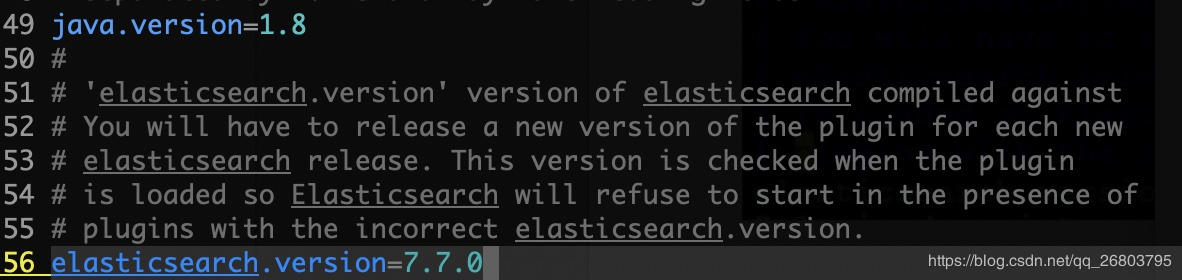 49 java.version=1.8
50 #
51 # 'elasticsearch.version' version of elasticsearch compiled against
52 # You will have to release a new version of the plugin for each new
53 # elasticsearch release. This version is checked when the plugin
54 # is loaded so Elasticsearch will refuse to start in the presence of
55 # plugins with the incorrect elasticsearch.version.
56 elasticsearch.version=7.7.0
https://blog.csdn.net/qq_26803795